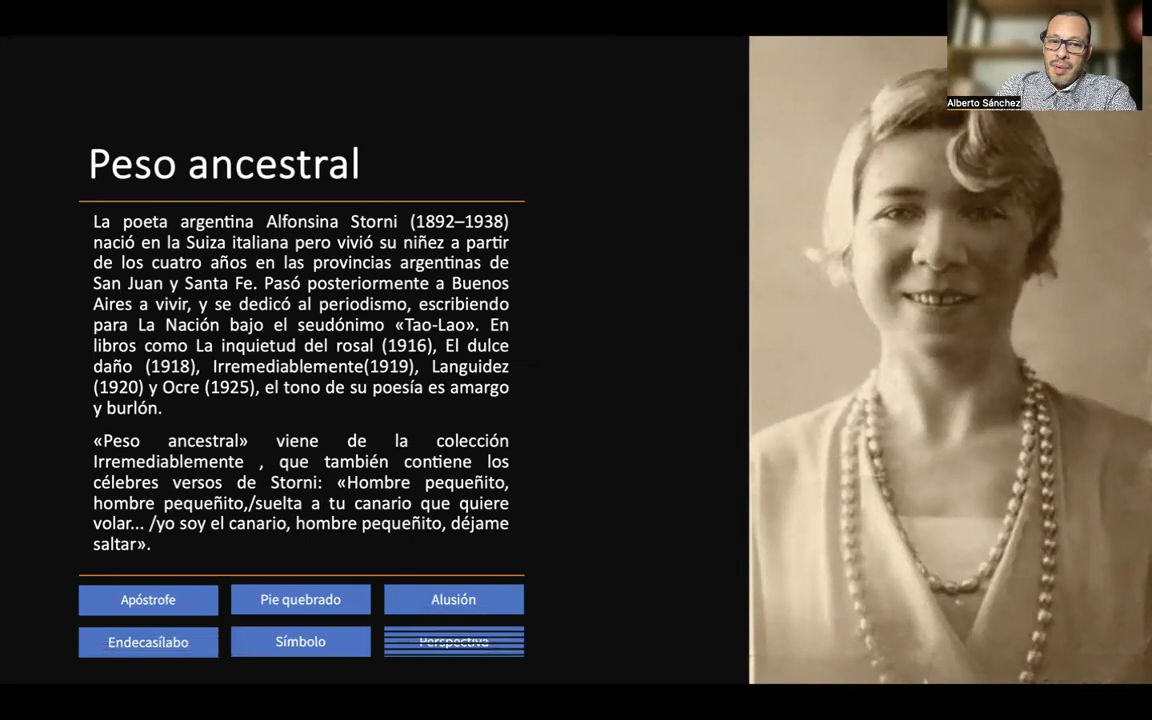 Alberto Sánchez
Peso ancestral
La poeta argentina Alfonsina Storni (1892–1938)
nació en la Suiza italiana pero vivió su niñez a partir
de los cuatro años en las provincias argentinas de
San Juan y Santa Fe. Pasó posteriormente a Buenos
Aires a vivir, y se dedicó al periodismo, escribiendo
para La Nación bajo el seudónimo «Tao-Lao». En
libros como La inquietud del rosal (1916), El dulce
daño (1918), Irremediablemente(1919), Languidez
(1920) y Ocre (1925), el tono de su poesía es amargo
y burlón.
«Peso ancestral» viene de la colección
Irremediablemente , que también contiene los
célebres versos de Storni: «Hombre pequeñito,
hombre pequeñito,/suelta a tu canario que quiere
volar... /yo soy el canario, hombre pequeñito, déjame
saltar».
Apóstrofe
Pie quebrado
Alusión
Endecasílabo
Símbolo
Perspectiva